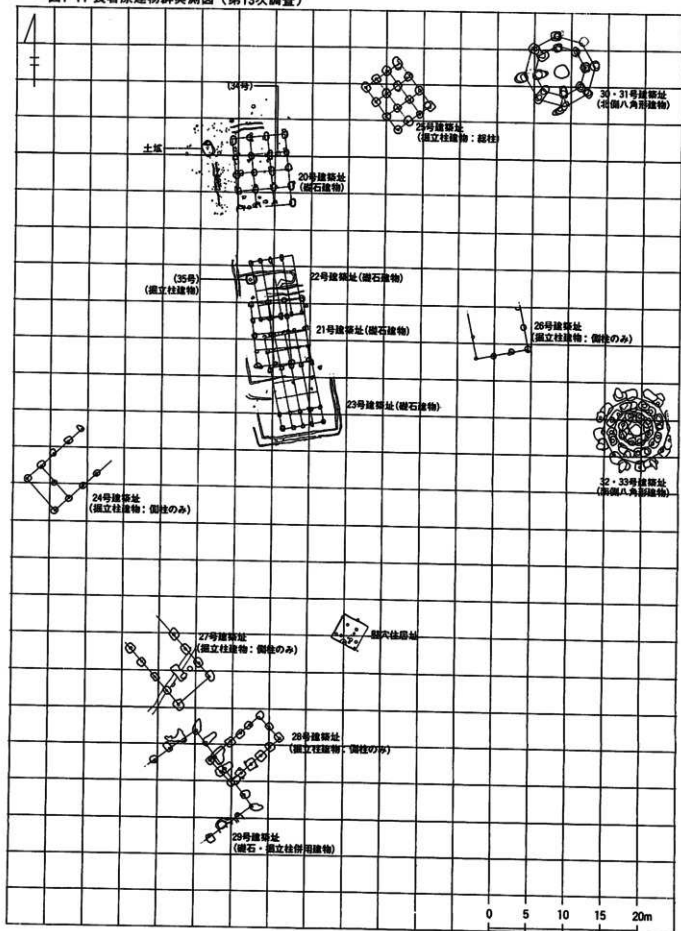 (34号)
土坂
20号建築址
(礎石建物)
25号建築址
(掘立柱建物：総柱)
30・31号建築址
(北側八角形建物)
(35号)
(掘立柱建物)
22号建築址(礎石建物)
21号建築址(礎石建物)
26号建築址
(掘立柱建物：側柱のみ)
23号建築址(礎石建物)
32・33号建築址
(南側八角形建物)
24号建築址
(掘立柱建物：側柱のみ)
27号建築址
(掘立柱建物：側柱のみ)
竪穴住居址
28号建築址
(掘立柱建物：側柱のみ)
29号建築址
(礎石・掘立柱併用建物)
0 5 10 15 20m